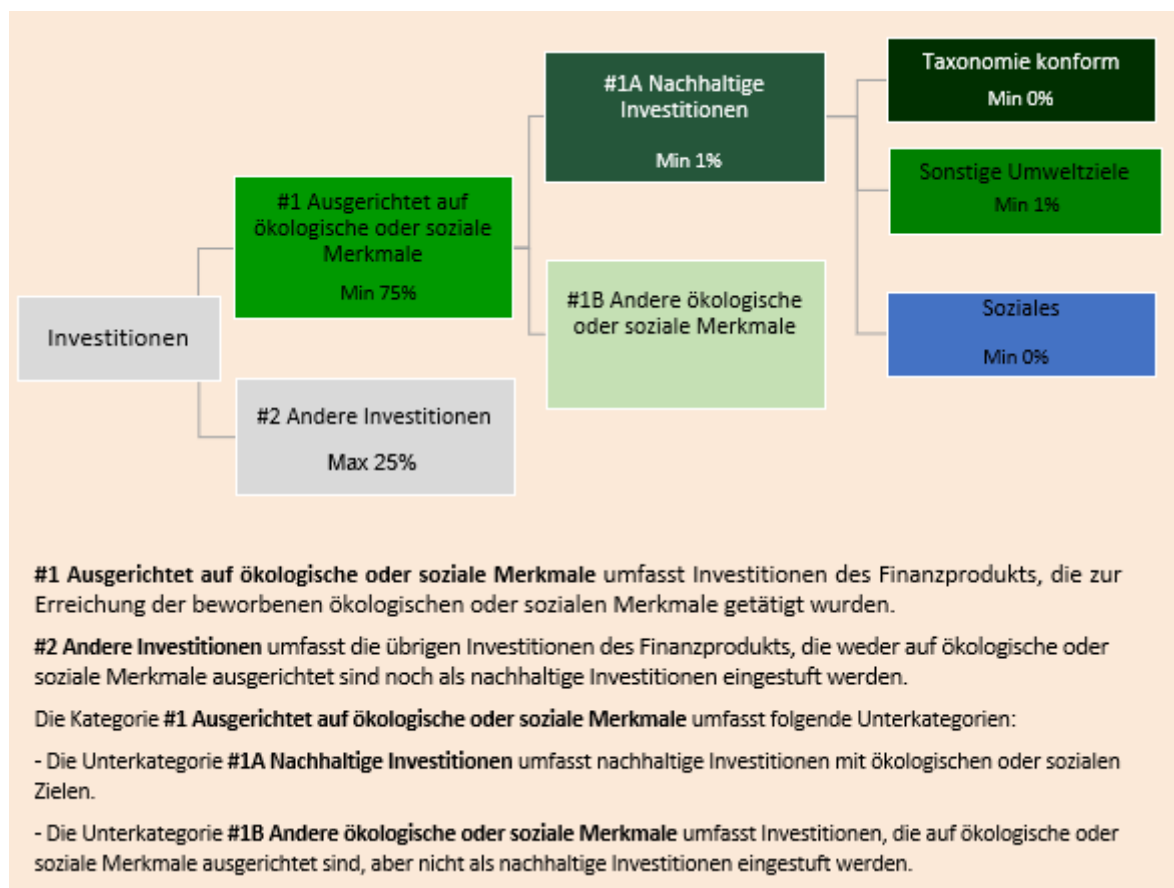 Investitionen
#1 Ausgerichtet auf
ökologische oder soziale
Merkmale
Min 75%
#2 Andere Investitionen
Max 25%
#1A Nachhaltige
Investitionen
Min 1%
#1B Andere ökologische
oder soziale Merkmale
Taxonomie konform
Min 0%
Sonstige Umweltziele
Min 1%
Soziales
Min 0%
#1 Ausgerichtet auf ökologische oder soziale Merkmale umfasst Investitionen des Finanzprodukts, die zur
Erreichung der beworbenen ökologischen oder sozialen Merkmale getätigt wurden.
#2 Andere Investitionen umfasst die übrigen Investitionen des Finanzprodukts, die weder auf ökologische oder
soziale Merkmale ausgerichtet sind noch als nachhaltige Investitionen eingestuft werden.
Die Kategorie #1 Ausgerichtet auf ökologische oder soziale Merkmale umfasst folgende Unterkategorien:
- Die Unterkategorie #1A Nachhaltige Investitionen umfasst nachhaltige Investitionen mit ökologischen oder sozialen
Zielen.
- Die Unterkategorie #1B Andere ökologische oder soziale Merkmale umfasst Investitionen, die auf ökologische oder
soziale Merkmale ausgerichtet sind, aber nicht als nachhaltige Investitionen eingestuft werden.